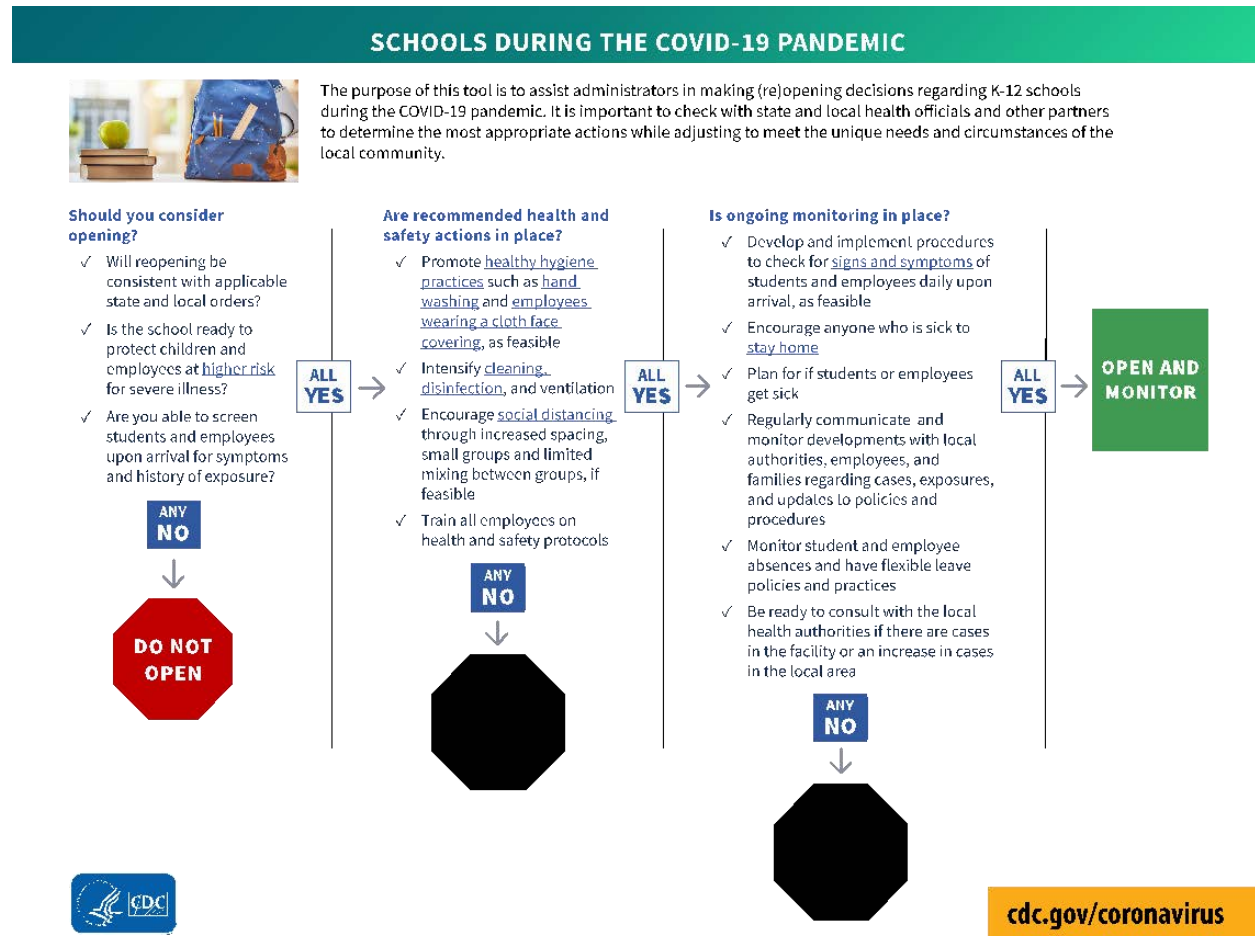 SCHOOLS DURING THE COVID-19 PANDEMIC
The purpose of this tool is to assist administrators in making (re)opening decisions regarding K-12 schools
during the COVID-19 pandemic. It is important to check with state and local health officials and other partners
to determine the most appropriate actions while adjusting to meet the unique needs and circumstances of the
local community.
Should you consider
opening?
✓ Will reopening be
consistent with applicable
state and local orders?
✓ Is the school ready to
protect children and
employees at higher risk
for severe illness?
✓ Are you able to screen
students and employees
upon arrival for symptoms
and history of exposure?
ANY
NO
DO NOT
OPEN
ALL
YES
Are recommended health and
safety actions in place?
✓ Promote healthy hygiene
practices such as hand
washing and employees
wearing a cloth face
covering, as feasible
✓ Intensify cleaning,
disinfection, and ventilation
✓ Encourage social distancing
through increased spacing,
small groups and limited
mixing between groups, if
feasible
✓ Train all employees on
health and safety protocols
ANY
NO
ALL
YES
Is ongoing monitoring in place?
✓ Develop and implement procedures
to check for signs and symptoms of
students and employees daily upon
arrival, as feasible
✓ Encourage anyone who is sick to
stay home
✓ Plan for if students or employees
get sick
✓ Regularly communicate and
monitor developments with local
authorities, employees, and
families regarding cases, exposures,
and updates to policies and
procedures
✓ Monitor student and employee
absences and have flexible leave
policies and practices
✓ Be ready to consult with the local
health authorities if there are cases
in the facility or an increase in cases
in the local area
ANY
NO
ALL
YES
OPEN AND
MONITOR
CDC
cdc.gov/coronavirus